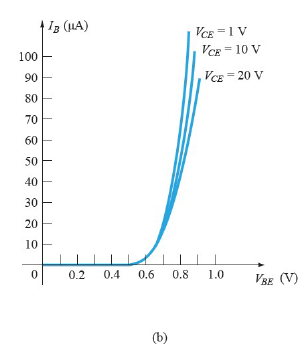 I_B (μA)
V_CE = 1 V
V_CE = 10 V
V_CE = 20 V
100
90
80
70
60
50
40
30
20
10
0 0.2 0.4 0.6 0.8 1.0 V_BE (V)
(b)